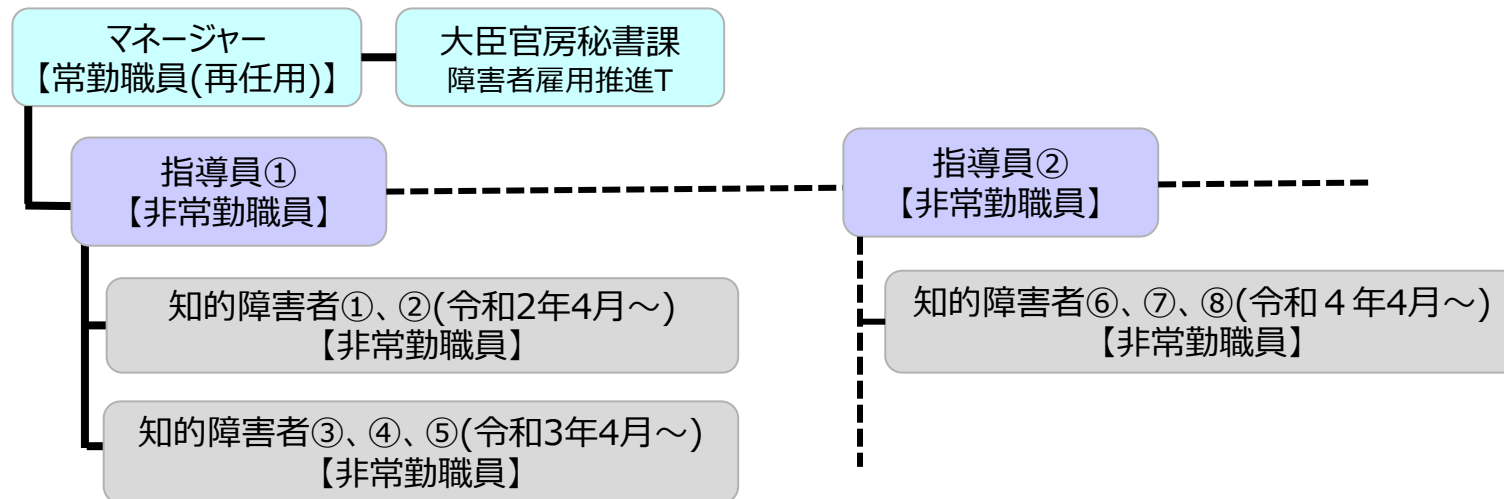 マネージャー
【常勤職員(再任用)】
大臣官房秘書課
障害者雇用推進T
指導員①
【非常勤職員】
指導員②
【非常勤職員】
知的障害者①、②(令和2年4月～)
【非常勤職員】
知的障害者⑥、⑦、⑧(令和４年4月～)
【非常勤職員】
知的障害者③、④、⑤(令和3年4月～)
【非常勤職員】